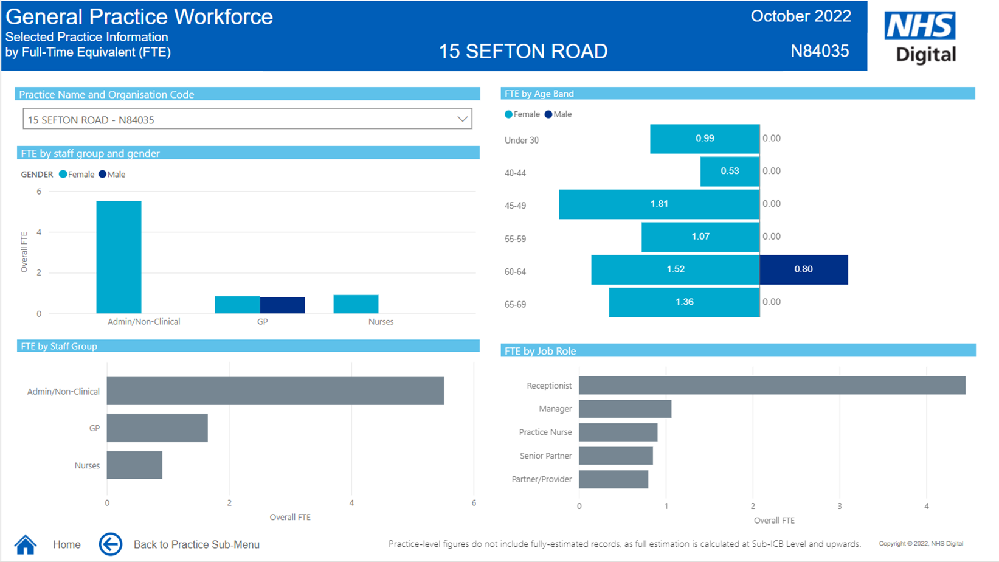 General Practice Workforce
Selected Practice Information
by Full-Time Equivalent (FTE)
15 SEFTON ROAD
October 2022
N84035
NHS
Digital
Practice Name and Organisation Code
15 SEFTON ROAD - N84035
FTE by staff group and gender
GENDER Female Male
6
4
2
0
Overall FTE
Admin/Non-Clinical GP Nurses
FTE by Age Band
Female Male
Under 30 0.99 0.00
40-44 0.53 0.00
45-49 1.81 0.00
55-59 1.07 0.00
60-64 1.52 0.80
65-69 1.36 0.00
FTE by Staff Group
Admin/Non-Clinical
GP
Nurses
0 2 4 6
Overall FTE
FTE by Job Role
Receptionist
Manager
Practice Nurse
Senior Partner
Partner/Provider
0 1 2 3 4
Overall FTE
Home
Back to Practice Sub-Menu
Practice-level figures do not include fully-estimated records, as full estimation is calculated at Sub-ICB Level and upwards.
Copyright © 2022, NHS Digital